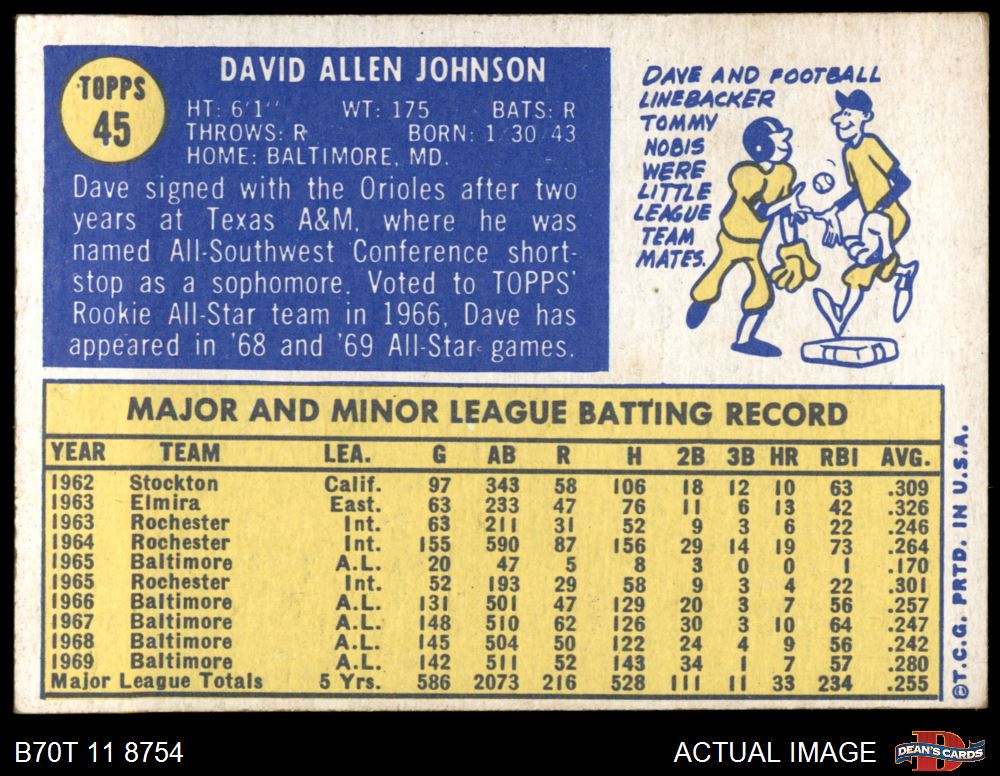 TOPPS
45
DAVID ALLEN JOHNSON
HT: 6'1" WT: 175 BATS: R
THROWS: R BORN: 1 30 43
HOME: BALTIMORE, MD.
Dave signed with the Orioles after two
years at Texas A&M, where he was
named All-Southwest Conference short-
stop as a sophomore. Voted to TOPPS'
Rookie All-Star team in 1966, Dave has
appeared in '68 and '69 All-Star games.
DAVE AND FOOTBALL
LINEBACKER
TOMMY
NOBIS
WERE
LITTLE
LEAGUE
TEAM
MATES.
MAJOR AND MINOR LEAGUE BATTING RECORD
YEAR TEAM LEA. G AB R H 2B 3B HR RBI AVG.
1962 Stockton Calif. 97 343 58 106 18 12 10 63 .309
1963 Elmira East. 63 233 47 76 11 6 13 42 .326
1963 Rochester Int. 63 211 31 52 9 3 6 22 .246
1964 Rochester Int. 155 590 87 156 29 14 19 73 .264
1965 Baltimore A.L. 20 47 5 8 3 0 0 1 .170
1965 Rochester Int. 52 193 29 58 9 3 4 22 .301
1966 Baltimore A.L. 131 501 47 129 20 3 7 56 .257
1967 Baltimore A.L. 148 510 62 126 30 3 10 64 .247
1968 Baltimore A.L. 145 504 50 122 24 4 9 56 .242
1969 Baltimore A.L. 142 511 52 143 34 1 7 57 .280
Major League Totals 5 Yrs. 586 2073 216 528 111 11 33 234 .255
©T.C.G. PRTD. IN U.S.A.
B70T 11 8754
ACTUAL IMAGE
DEAN'S CARDS